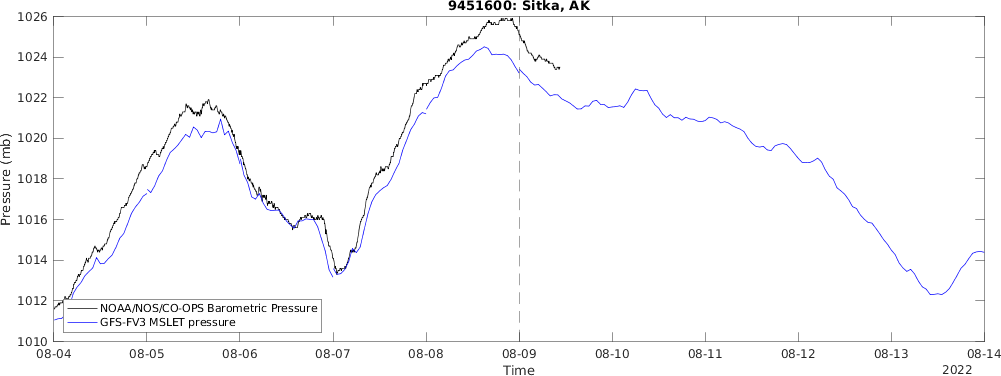 9451600: Sitka, AK
1026
1024
1022
1020
1018
1016
1014
1012
1010
Pressure (mb)
NOAA/NOS/CO-OPS Barometric Pressure
GFS-FV3 MSLET pressure
08-04 08-05 08-06 08-07 08-08 08-09 08-10 08-11 08-12 08-13 08-14
Time
2022